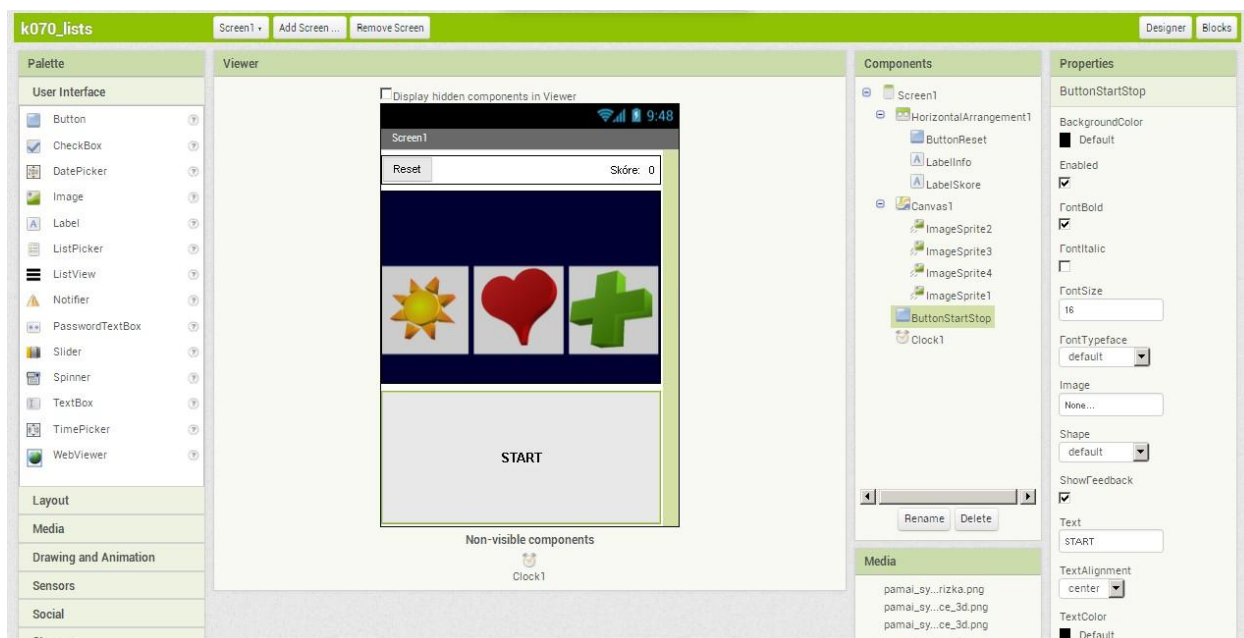 k070_lists
Screen1
Add Screen ...
Remove Screen
Designer
Blocks
Palette
User Interface
Button
CheckBox
DatePicker
Image
Label
ListPicker
ListView
Notifier
PasswordTextBox
Slider
Spinner
TextBox
TimePicker
WebViewer
Layout
Media
Drawing and Animation
Sensors
Social
Viewer
Display hidden components in Viewer
9:48
Screen1
Reset
Skóre: 0
START
Non-visible components
Clock1
Components
Screen1
HorizontalArrangement1
ButtonReset
LabelInfo
LabelSkore
Canvas1
ImageSprite2
ImageSprite3
ImageSprite4
ImageSprite1
ButtonStartStop
Clock1
Rename
Delete
Media
pamai_sy...rizka.png
pamai_sy...ce_3d.png
pamai_sy...ce_3d.png
Properties
ButtonStartStop
BackgroundColor
Default
Enabled
FontBold
FontItalic
FontSize
16
FontTypeface
default
Image
None...
Shape
default
ShowFeedback
Text
START
TextAlignment
center
TextColor
Default